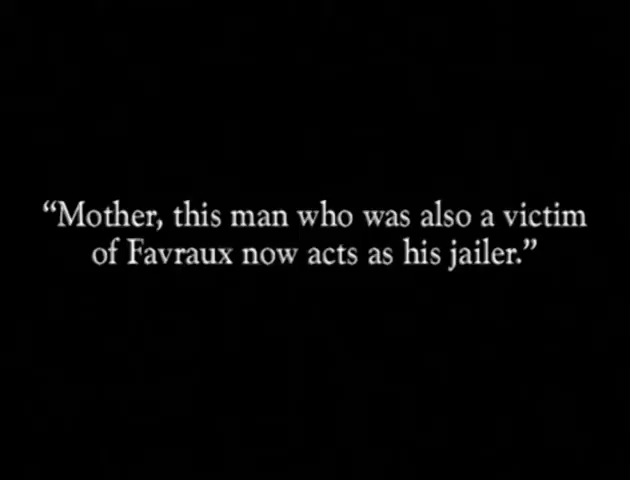 “Mother, this man who was also a victim
of Favraux now acts as his jailer.”